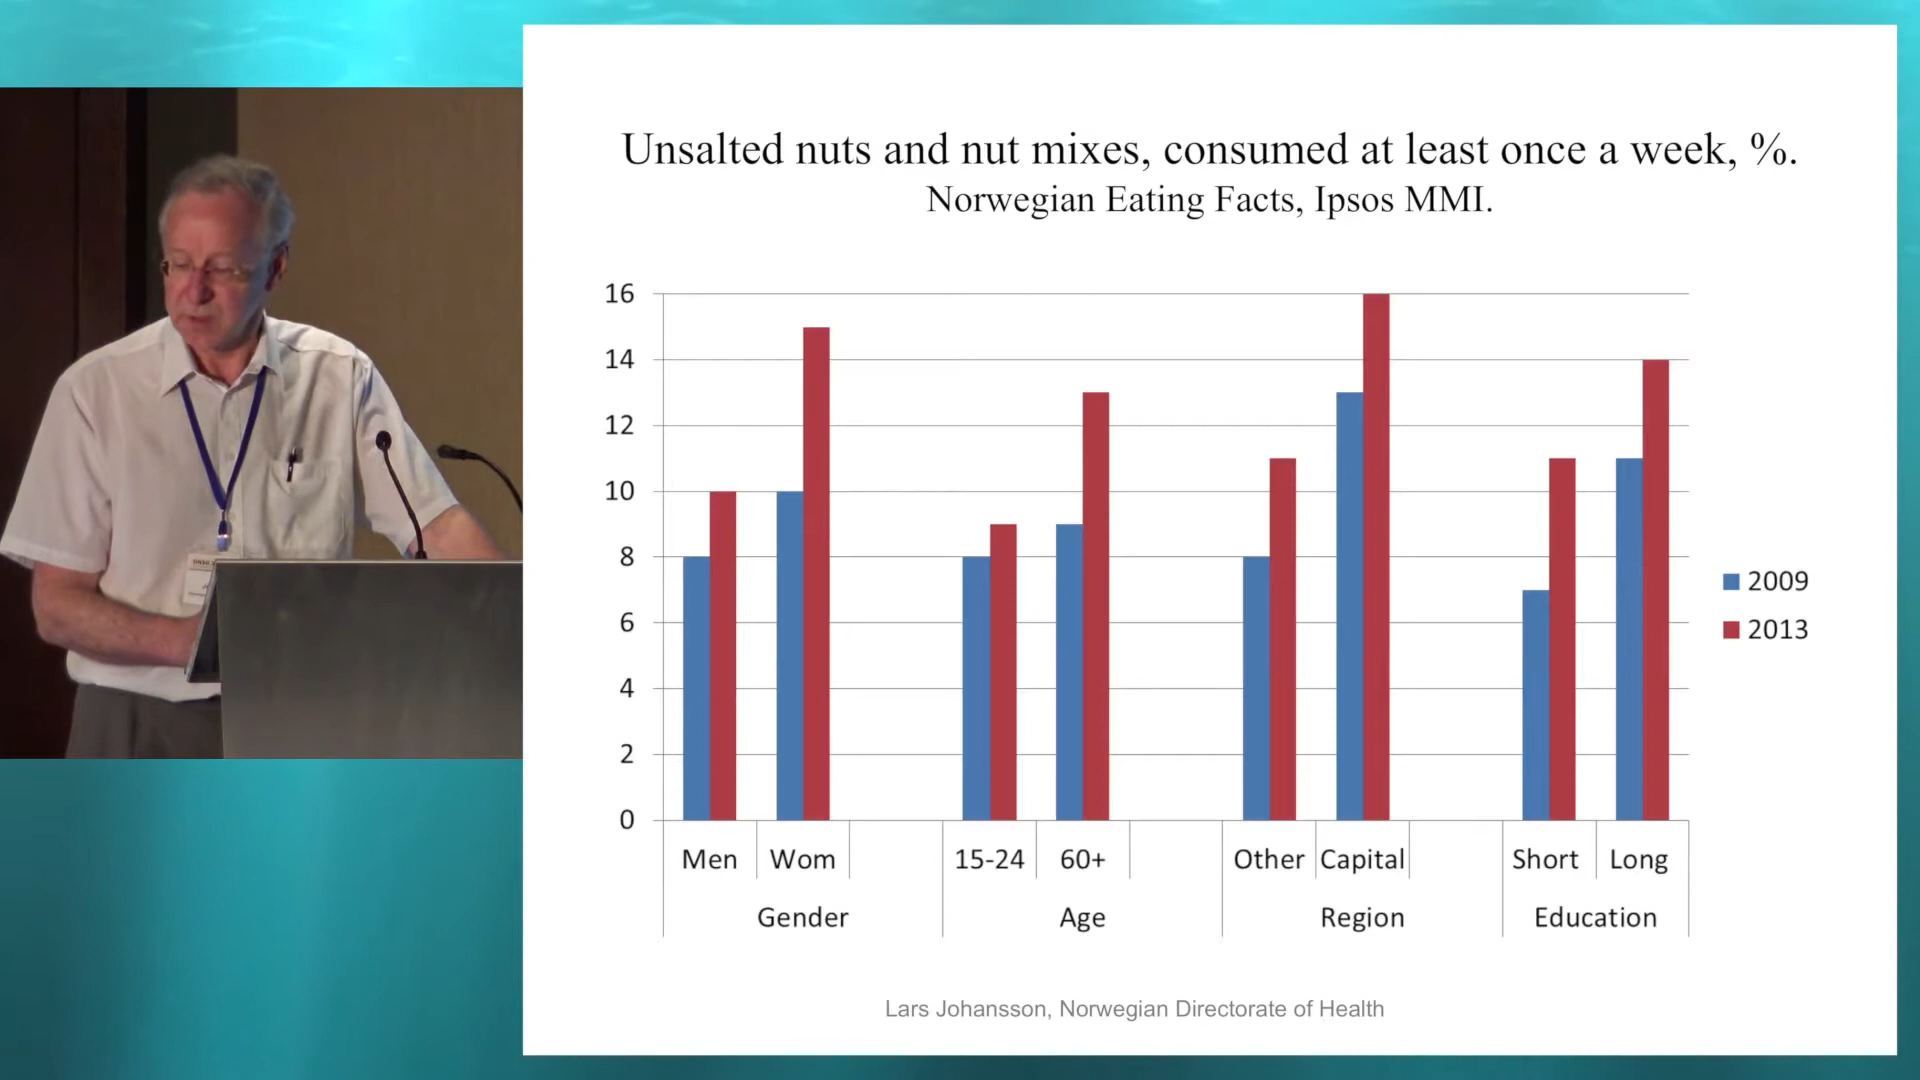 Unsalted nuts and nut mixes, consumed at least once a week, %.
Norwegian Eating Facts, Ipsos MMI.
16
14
12
10
8
6
4
2
0
2009
2013
Men Wom 15-24 60+ Other Capital Short Long
Gender Age Region Education
Lars Johansson, Norwegian Directorate of Health